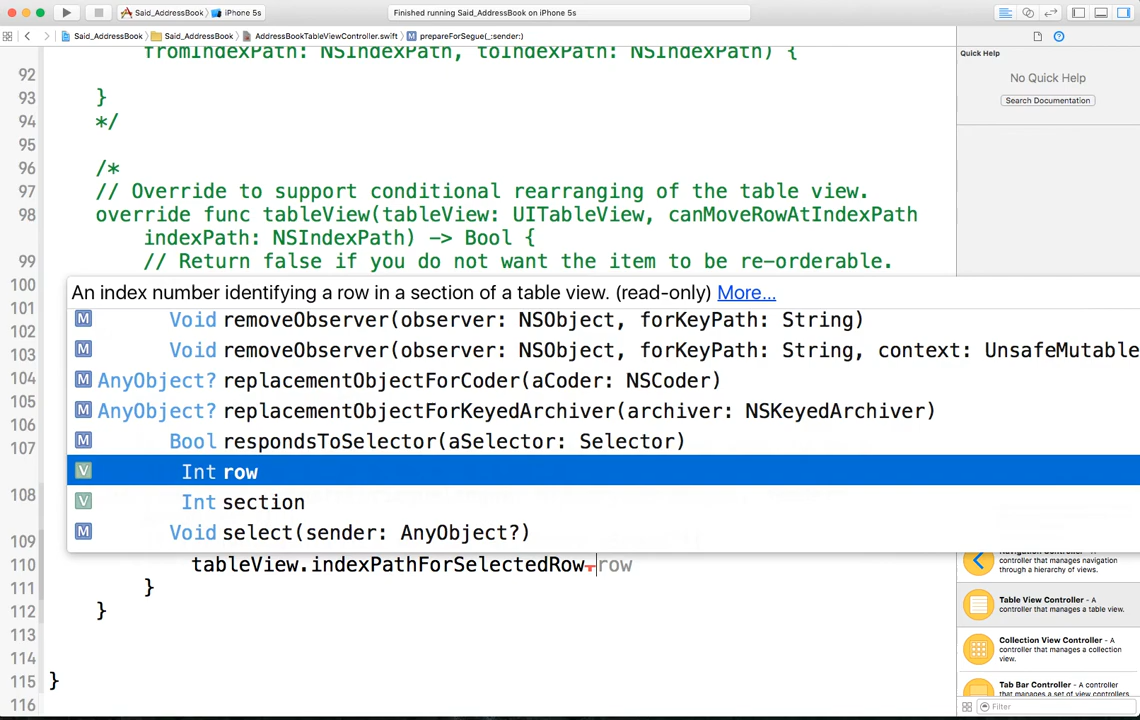 Said_AddressBook
iPhone 5s
Finished running Said_AddressBook on iPhone 5s
Said_AddressBook
Said_AddressBook
AddressBookTableViewController.swift
M prepareForSegue(_:sender:)
Quick Help
No Quick Help
Search Documentation
fromIndexPath: NSIndexPath, toIndexPath: NSIndexPath) {
92
93 }
94 */
95
96 /*
97 // Override to support conditional rearranging of the table view.
98 override func tableView(tableView: UITableView, canMoveRowAtIndexPath
indexPath: NSIndexPath) -> Bool {
99 // Return false if you do not want the item to be re-orderable.
100
101
102
103
104
105
106
107
108
109
An index number identifying a row in a section of a table view. (read-only) More...
M Void removeObserver(observer: NSObject, forKeyPath: String)
M Void removeObserver(observer: NSObject, forKeyPath: String, context: UnsafeMutable
M AnyObject? replacementObjectForCoder(aCoder: NSCoder)
M AnyObject? replacementObjectForKeyedArchiver(archiver: NSKeyedArchiver)
M Bool respondsToSelector(aSelector: Selector)
V Int row
V Int section
M Void select(sender: AnyObject?)
110 tableView.indexPathForSelectedRow.row
111 }
112 }
113
114
115 }
116
through a hierarchy of views.
controller that manages a navigation
Table View Controller - A
controller that manages a table view.
Collection View Controller - A
controller that manages a collection
view.
Tab Bar Controller - A controller
that manages a set of view controllers
Filter